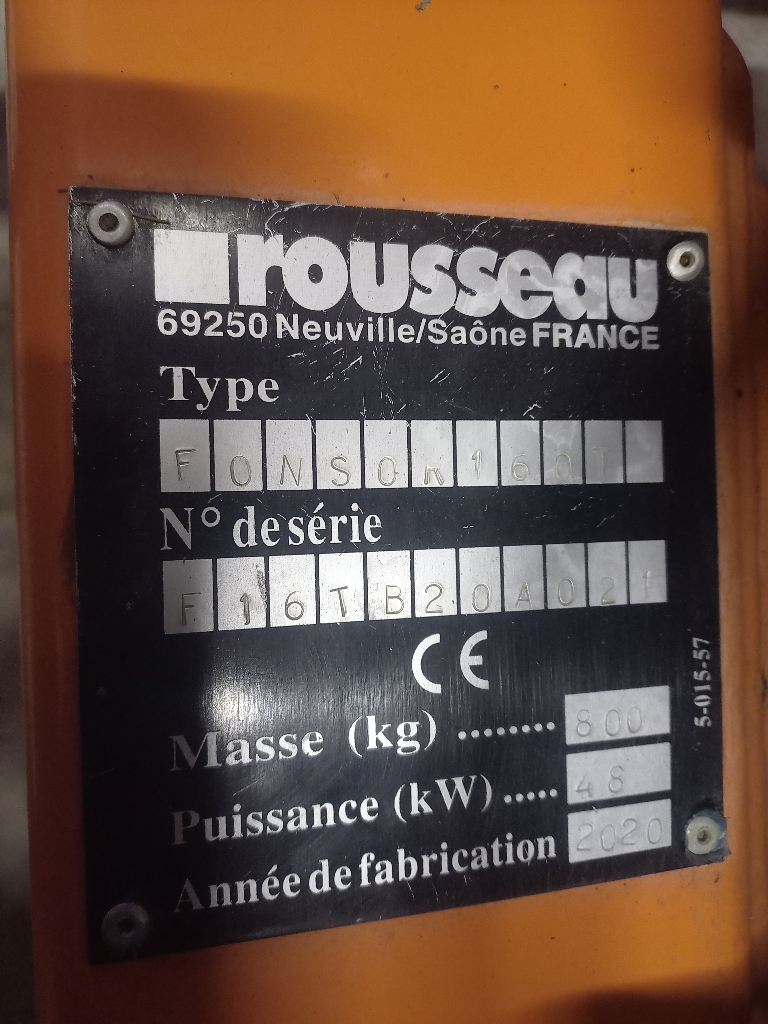 rousseau
69250 Neuville/Saône FRANCE
Type
FONSOR160T
N° de série
F16TB20A021
CE
5-015-57
Masse (kg) ........ 800
Puissance (kW) ..... 48
Année de fabrication 2020